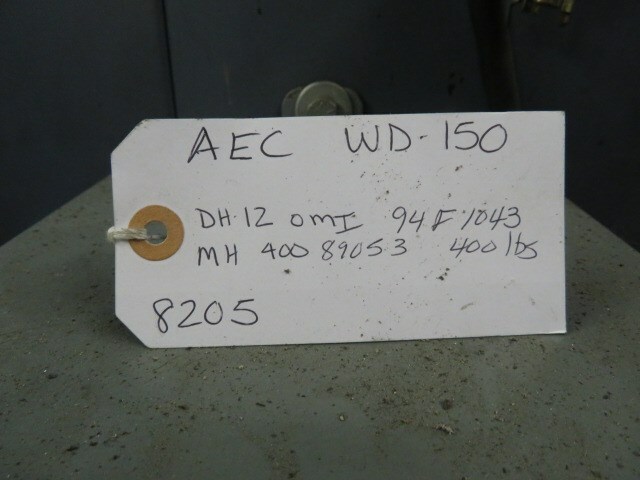 AEC WD-150
DH-12 OMI 94F1043
MH 400 89053 400 lbs
8205